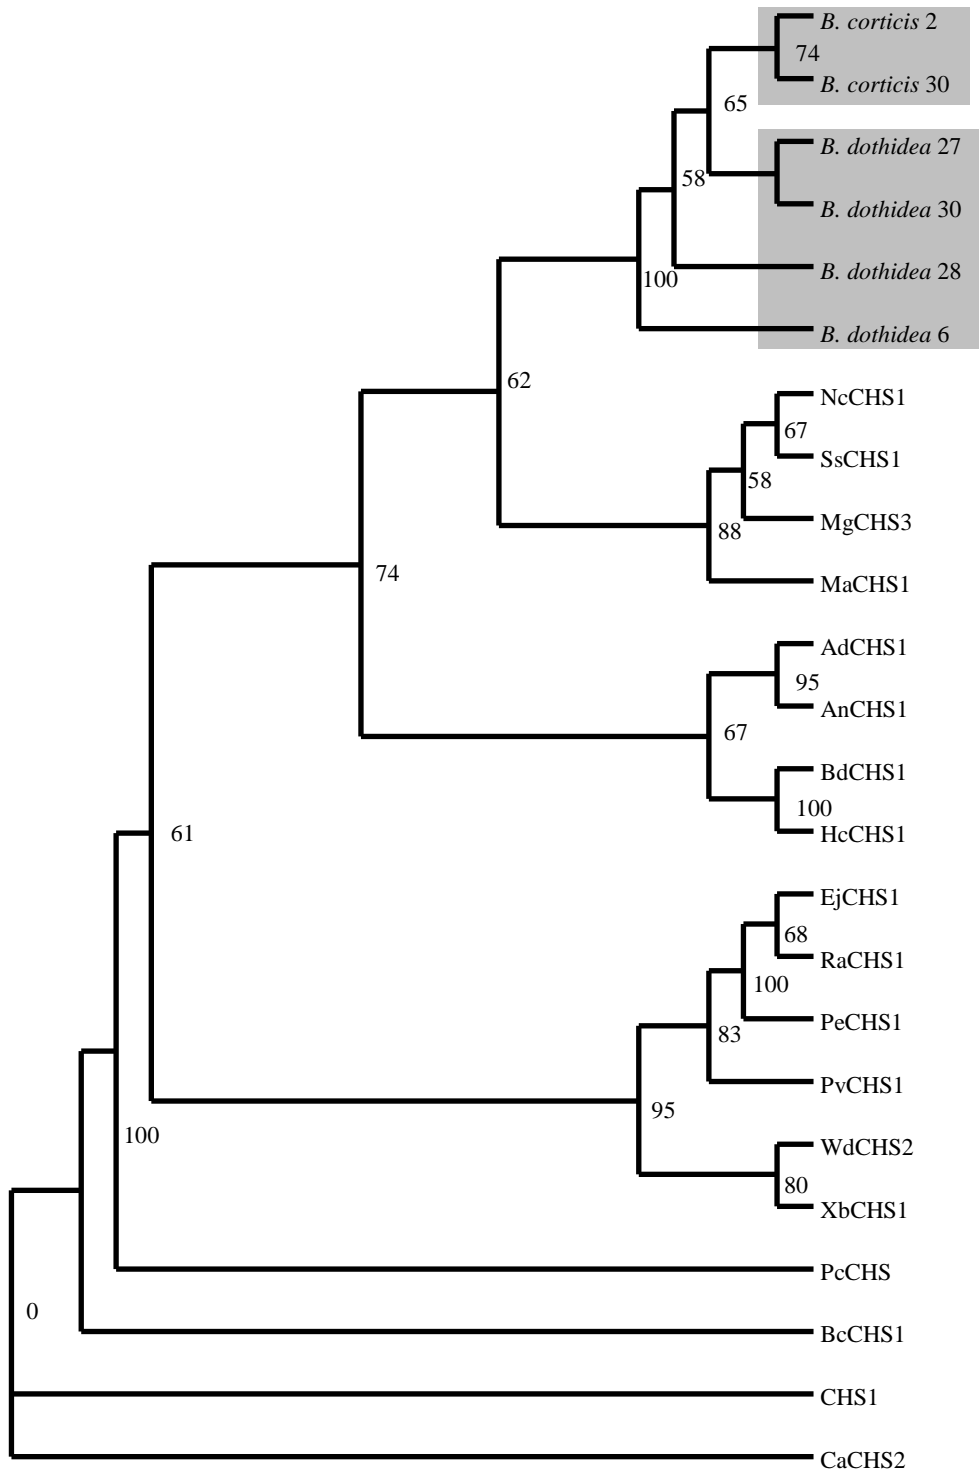 B. corticis 2
74
B. corticis 30
65
B. dothidea 27
58
B. dothidea 30
B. dothidea 28
100
B. dothidea 6
62
NcCHS1
67
SsCHS1
58
MgCHS3
88
74
MaCHS1
AdCHS1
95
AnCHS1
67
BdCHS1
100
HcCHS1
61
EjCHS1
68
RaCHS1
100
PeCHS1
83
PvCHS1
95
100
WdCHS2
80
XbCHS1
PcCHS
0
BcCHS1
CHS1
CaCHS2